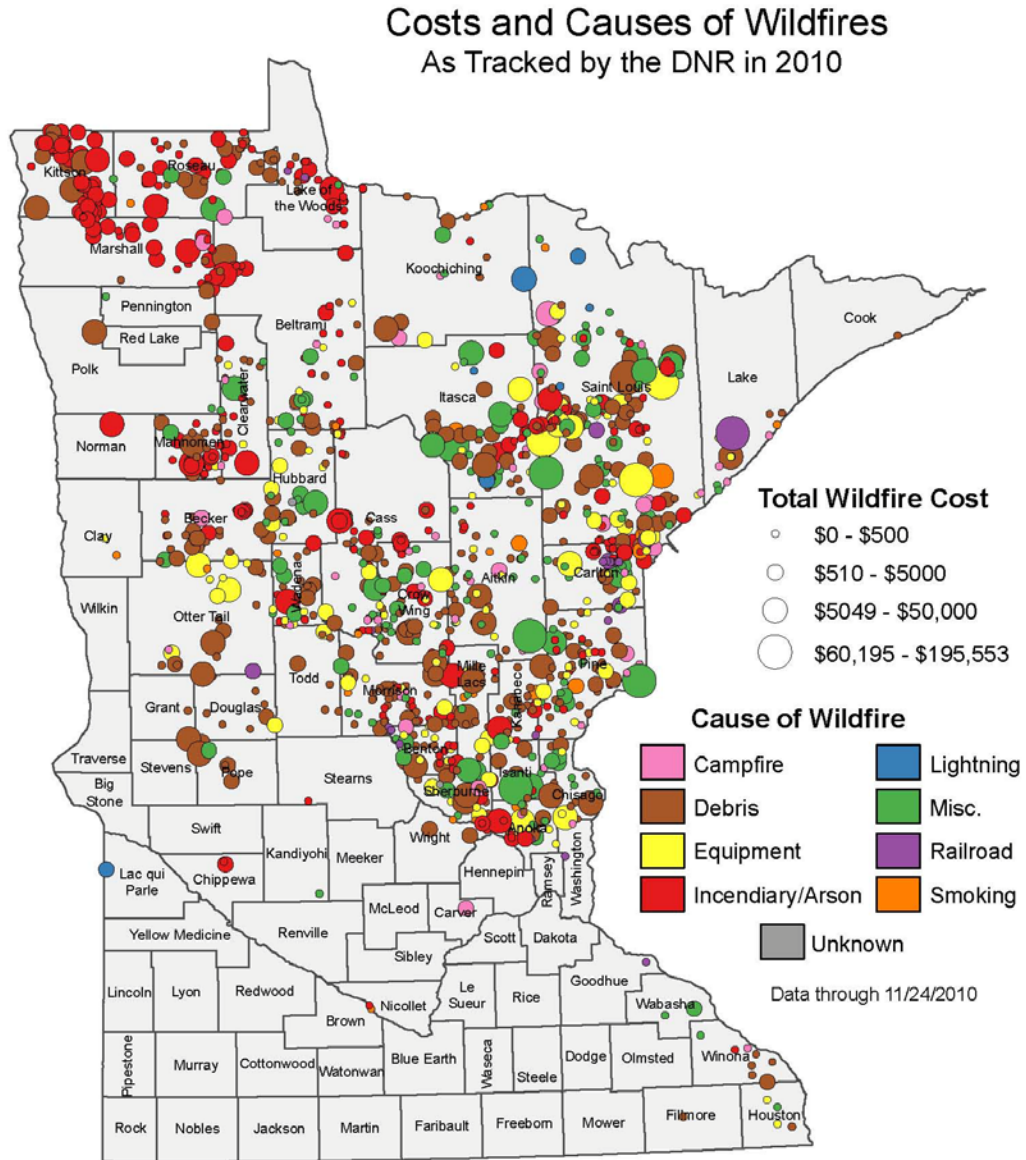 Costs and Causes of Wildfires
As Tracked by the DNR in 2010
Kittson
Roseau
Lake of
the Woods
Marshall
Koochiching
Pennington
Red Lake
Beltrami
Cook
Polk
Clearwater
Itasca
Saint Louis
Lake
Norman
Mahnomen
Hubbard
Clay
Becker
Cass
Wadena
Aitkin
Carlton
Crow
Wing
Wilkin
Otter Tail
Todd
Morrison
Mille
Lacs
Kanabec
Pine
Grant
Douglas
Benton
Traverse
Stevens
Pope
Stearns
Sherburne
Isanti
Chisago
Big
Stone
Swift
Kandiyohi
Meeker
Wright
Anoka
Hennepin
Ramsey
Washington
Lac qui
Parle
Chippewa
McLeod
Carver
Yellow Medicine
Renville
Scott
Dakota
Sibley
Lincoln
Lyon
Redwood
Nicollet
Le
Sueur
Rice
Goodhue
Wabasha
Brown
Pipestone
Murray
Cottonwood
Watonwan
Blue Earth
Waseca
Steele
Dodge
Olmsted
Winona
Rock
Nobles
Jackson
Martin
Faribault
Freeborn
Mower
Fillmore
Houston
Total Wildfire Cost
$0 - $500
$510 - $5000
$5049 - $50,000
$60,195 - $195,553
Cause of Wildfire
Campfire
Lightning
Debris
Misc.
Equipment
Railroad
Incendiary/Arson
Smoking
Unknown
Data through 11/24/2010